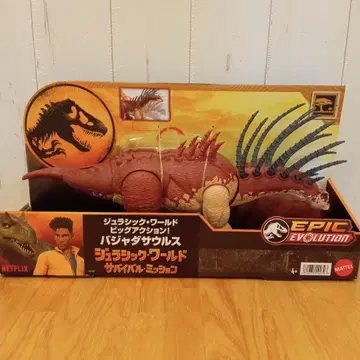 ジュラシック・ワールド
ビッグアクション！
バジャダサウルス
ジュラシック・ワールド
サバイバル・ミッション
NETFLIX
EPIC
EVOLUTION
4+
MATTEL